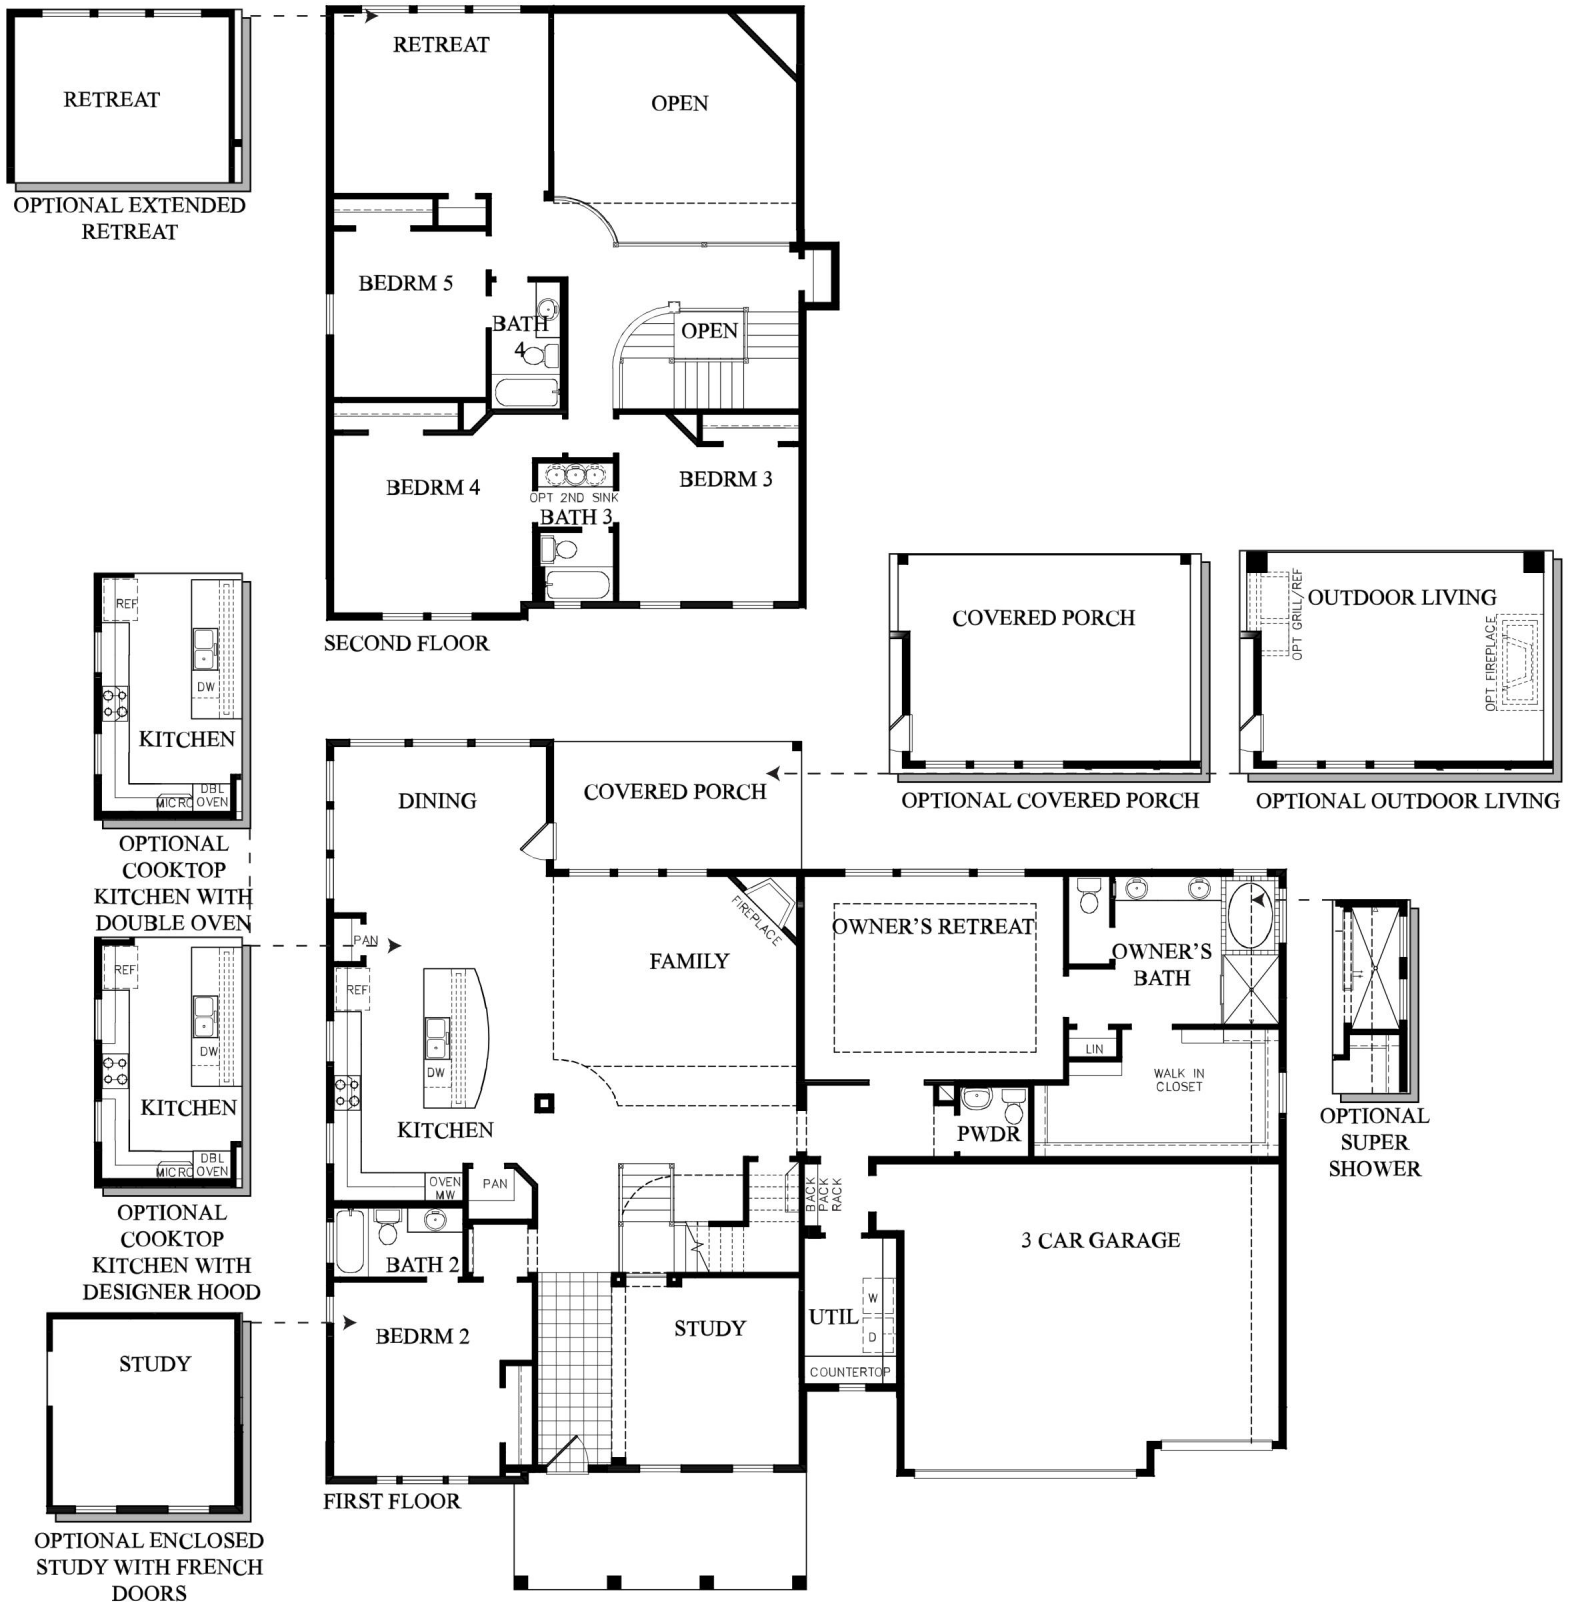 RETREAT
OPTIONAL EXTENDED
RETREAT
RETREAT
OPEN
BEDRM 5
BATH
4
OPEN
BEDRM 4
BEDRM 3
OPT 2ND SINK
BATH 3
SECOND FLOOR
REF
DW
KITCHEN
MICRO
DBL
OVEN
OPTIONAL
COOKTOP
KITCHEN WITH
DOUBLE OVEN
REF
DW
KITCHEN
MICRO
DBL
OVEN
OPTIONAL
COOKTOP
KITCHEN WITH
DESIGNER HOOD
STUDY
OPTIONAL ENCLOSED
STUDY WITH FRENCH
DOORS
COVERED PORCH
OPTIONAL COVERED PORCH
OUTDOOR LIVING
OPT GRILL/REF
OPT FIREPLACE
OPTIONAL OUTDOOR LIVING
DINING
COVERED PORCH
PAN
REF
DW
KITCHEN
OVEN
MW
PAN
FAMILY
FIREPLACE
OWNER'S RETREAT
OWNER'S
BATH
LIN
WALK IN
CLOSET
PWDR
BACK
PACK
RACK
3 CAR GARAGE
BATH 2
BEDRM 2
STUDY
UTIL
W
D
COUNTERTOP
FIRST FLOOR
OPTIONAL
SUPER
SHOWER